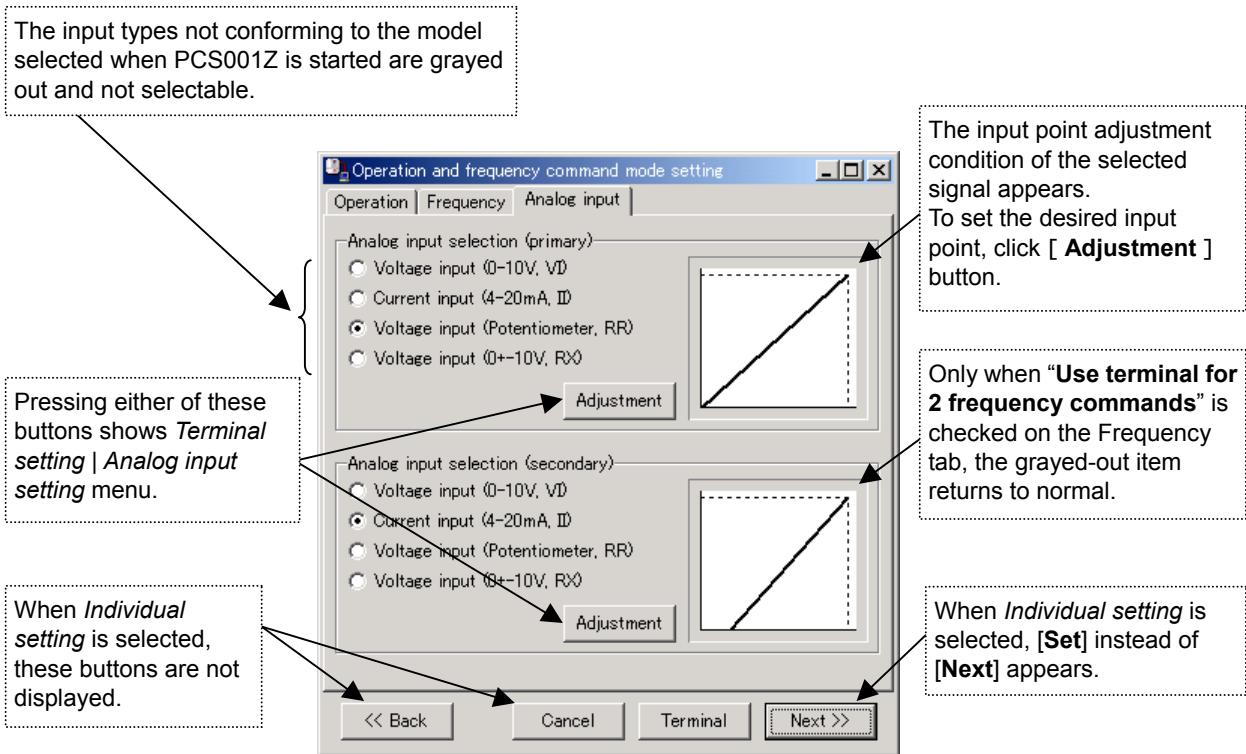 The input types not conforming to the model
selected when PCS001Z is started are grayed
out and not selectable.
The input point adjustment
condition of the selected
signal appears.
To set the desired input
point, click [ Adjustment ]
button.
Operation and frequency command mode setting
Operation
Frequency
Analog input
Analog input selection (primary)
Voltage input (0-10V, VI)
Current input (4-20mA, II)
Voltage input (Potentiometer, RR)
Voltage input (0+-10V, RX)
Adjustment
Pressing either of these
buttons shows Terminal
setting | Analog input
setting menu.
Only when “Use terminal for
2 frequency commands” is
checked on the Frequency
tab, the grayed-out item
returns to normal.
Analog input selection (secondary)
Voltage input (0-10V, VI)
Current input (4-20mA, II)
Voltage input (Potentiometer, RR)
Voltage input (0+-10V, RX)
Adjustment
When Individual
setting is selected,
these buttons are not
displayed.
When Individual setting is
selected, [Set] instead of
[Next] appears.
<< Back
Cancel
Terminal
Next >>